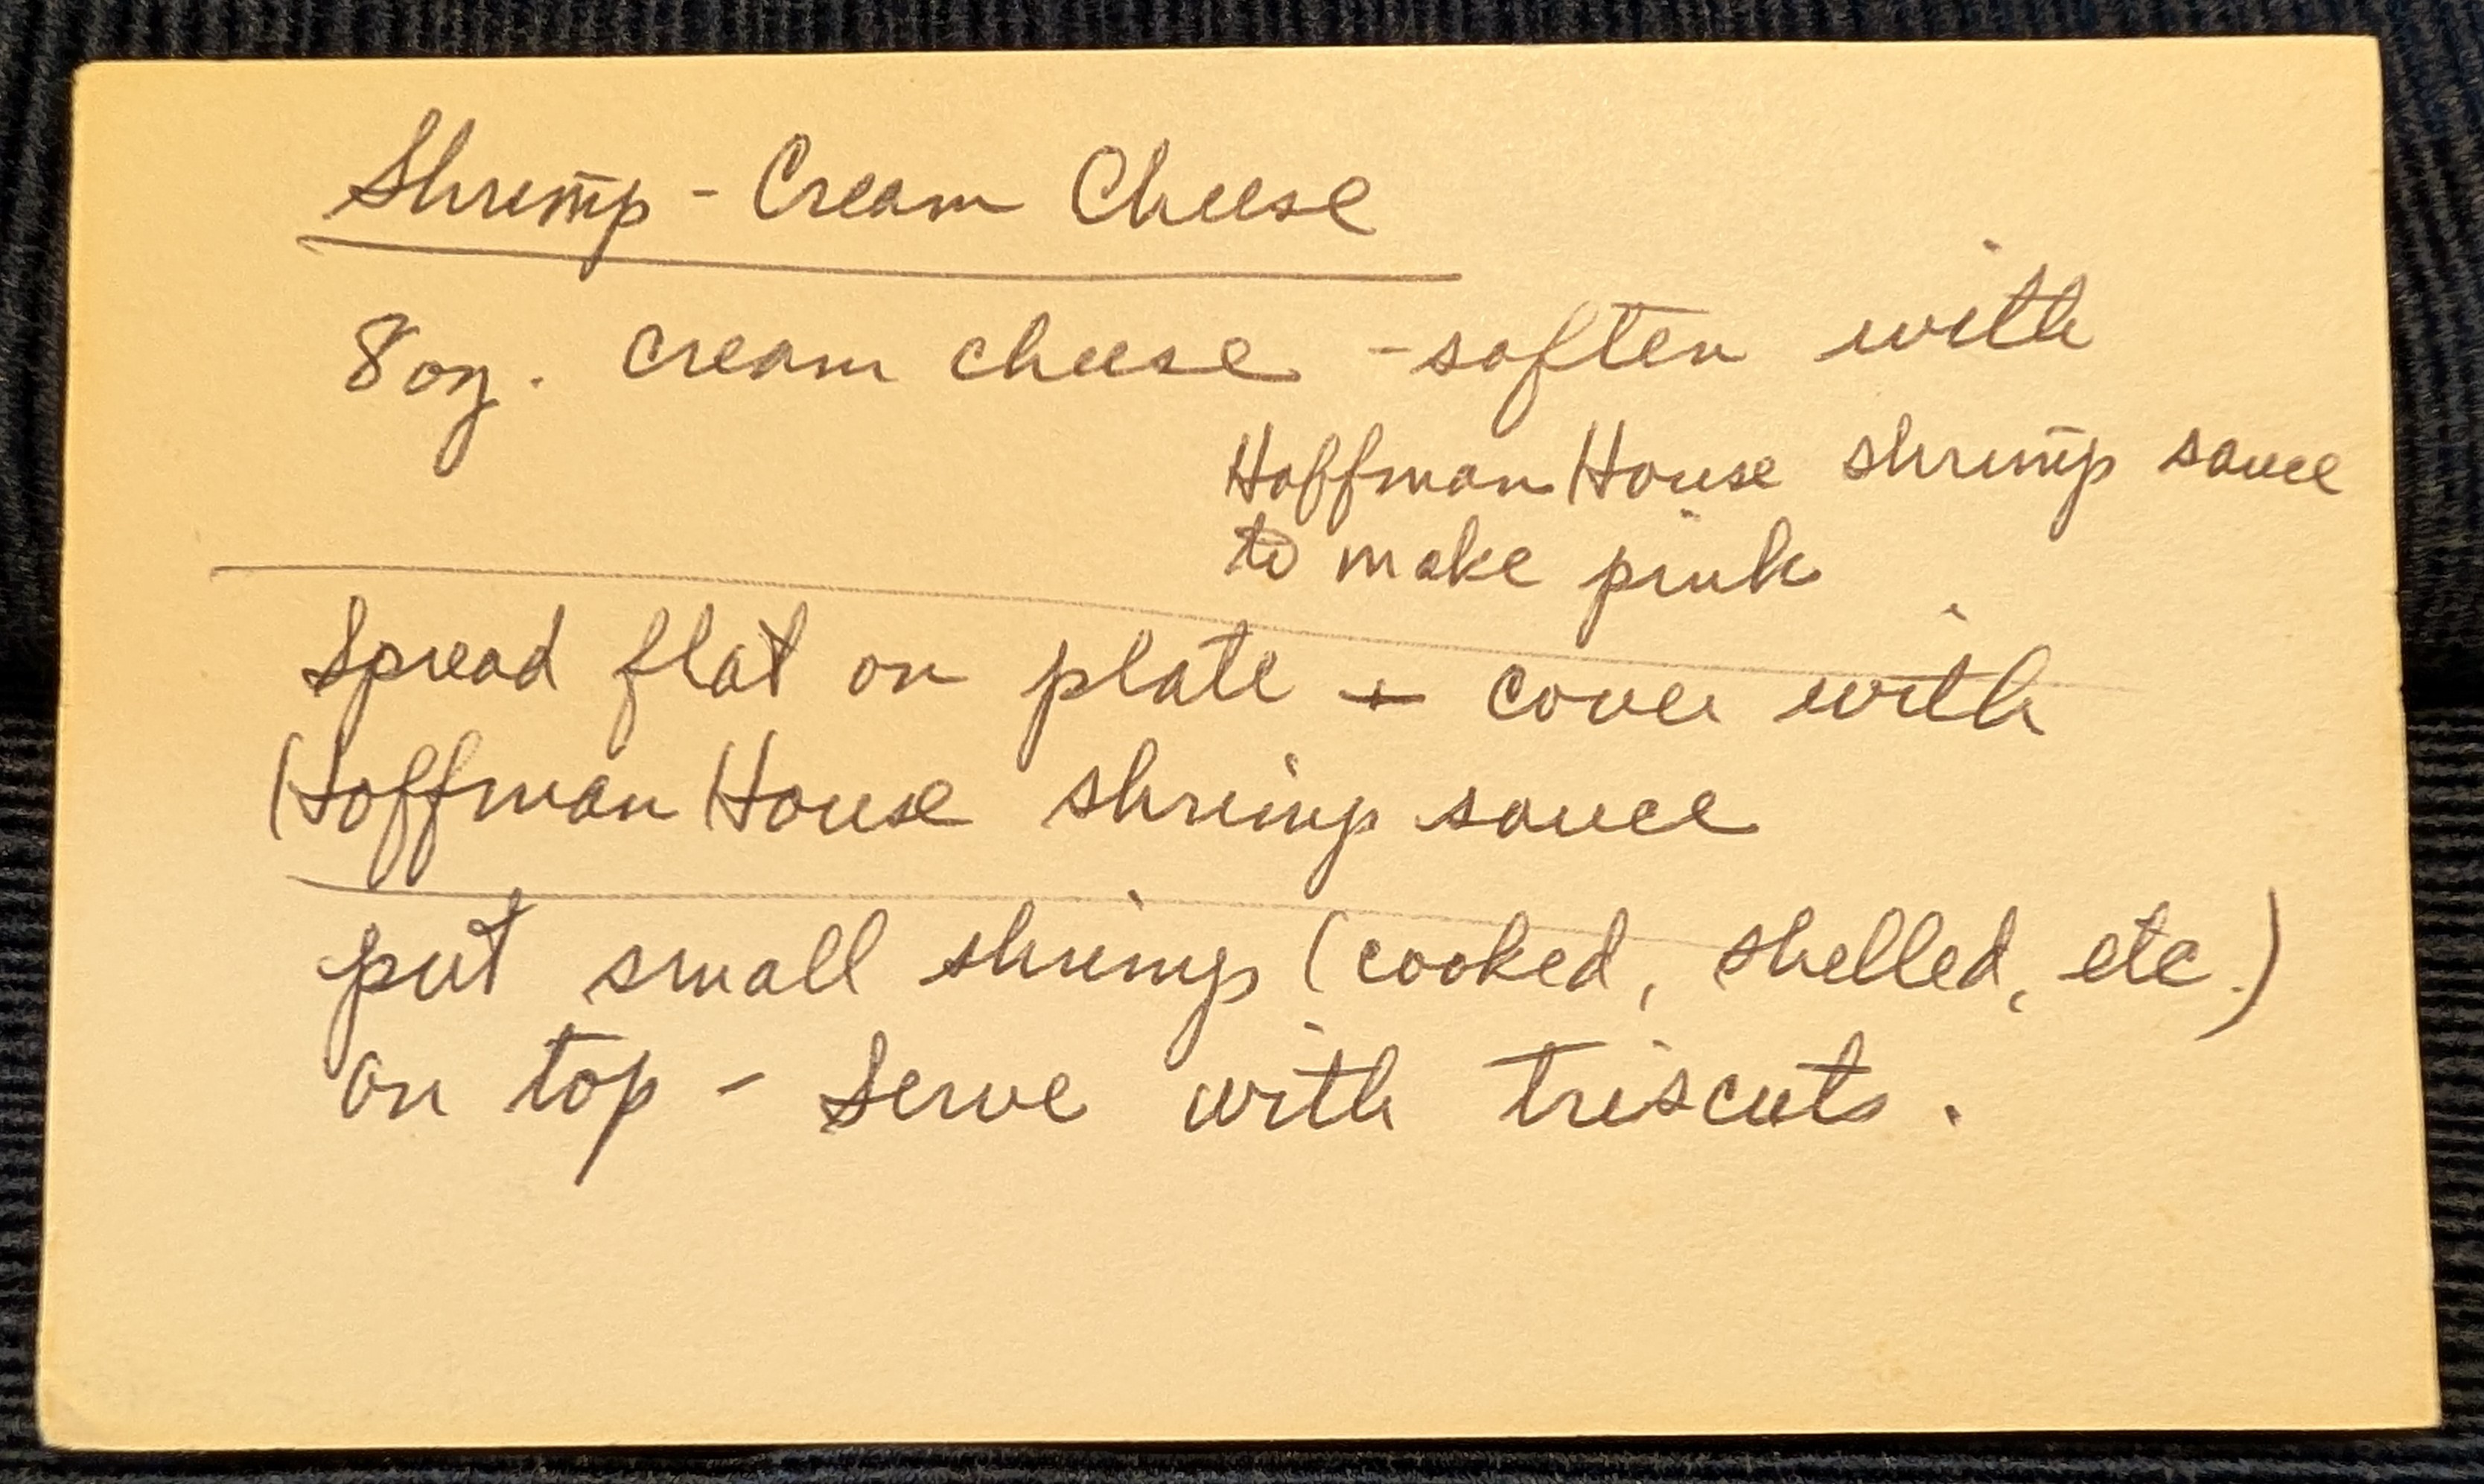 Shrimp - Cream Cheese
8 oz. cream cheese - soften with
Hoffman House shrimp sauce
to make pink
Spread flat on plate + cover with
Hoffman House shrimp sauce
put small shrimp (cooked, shelled, etc.)
on top - Serve with triscuts.